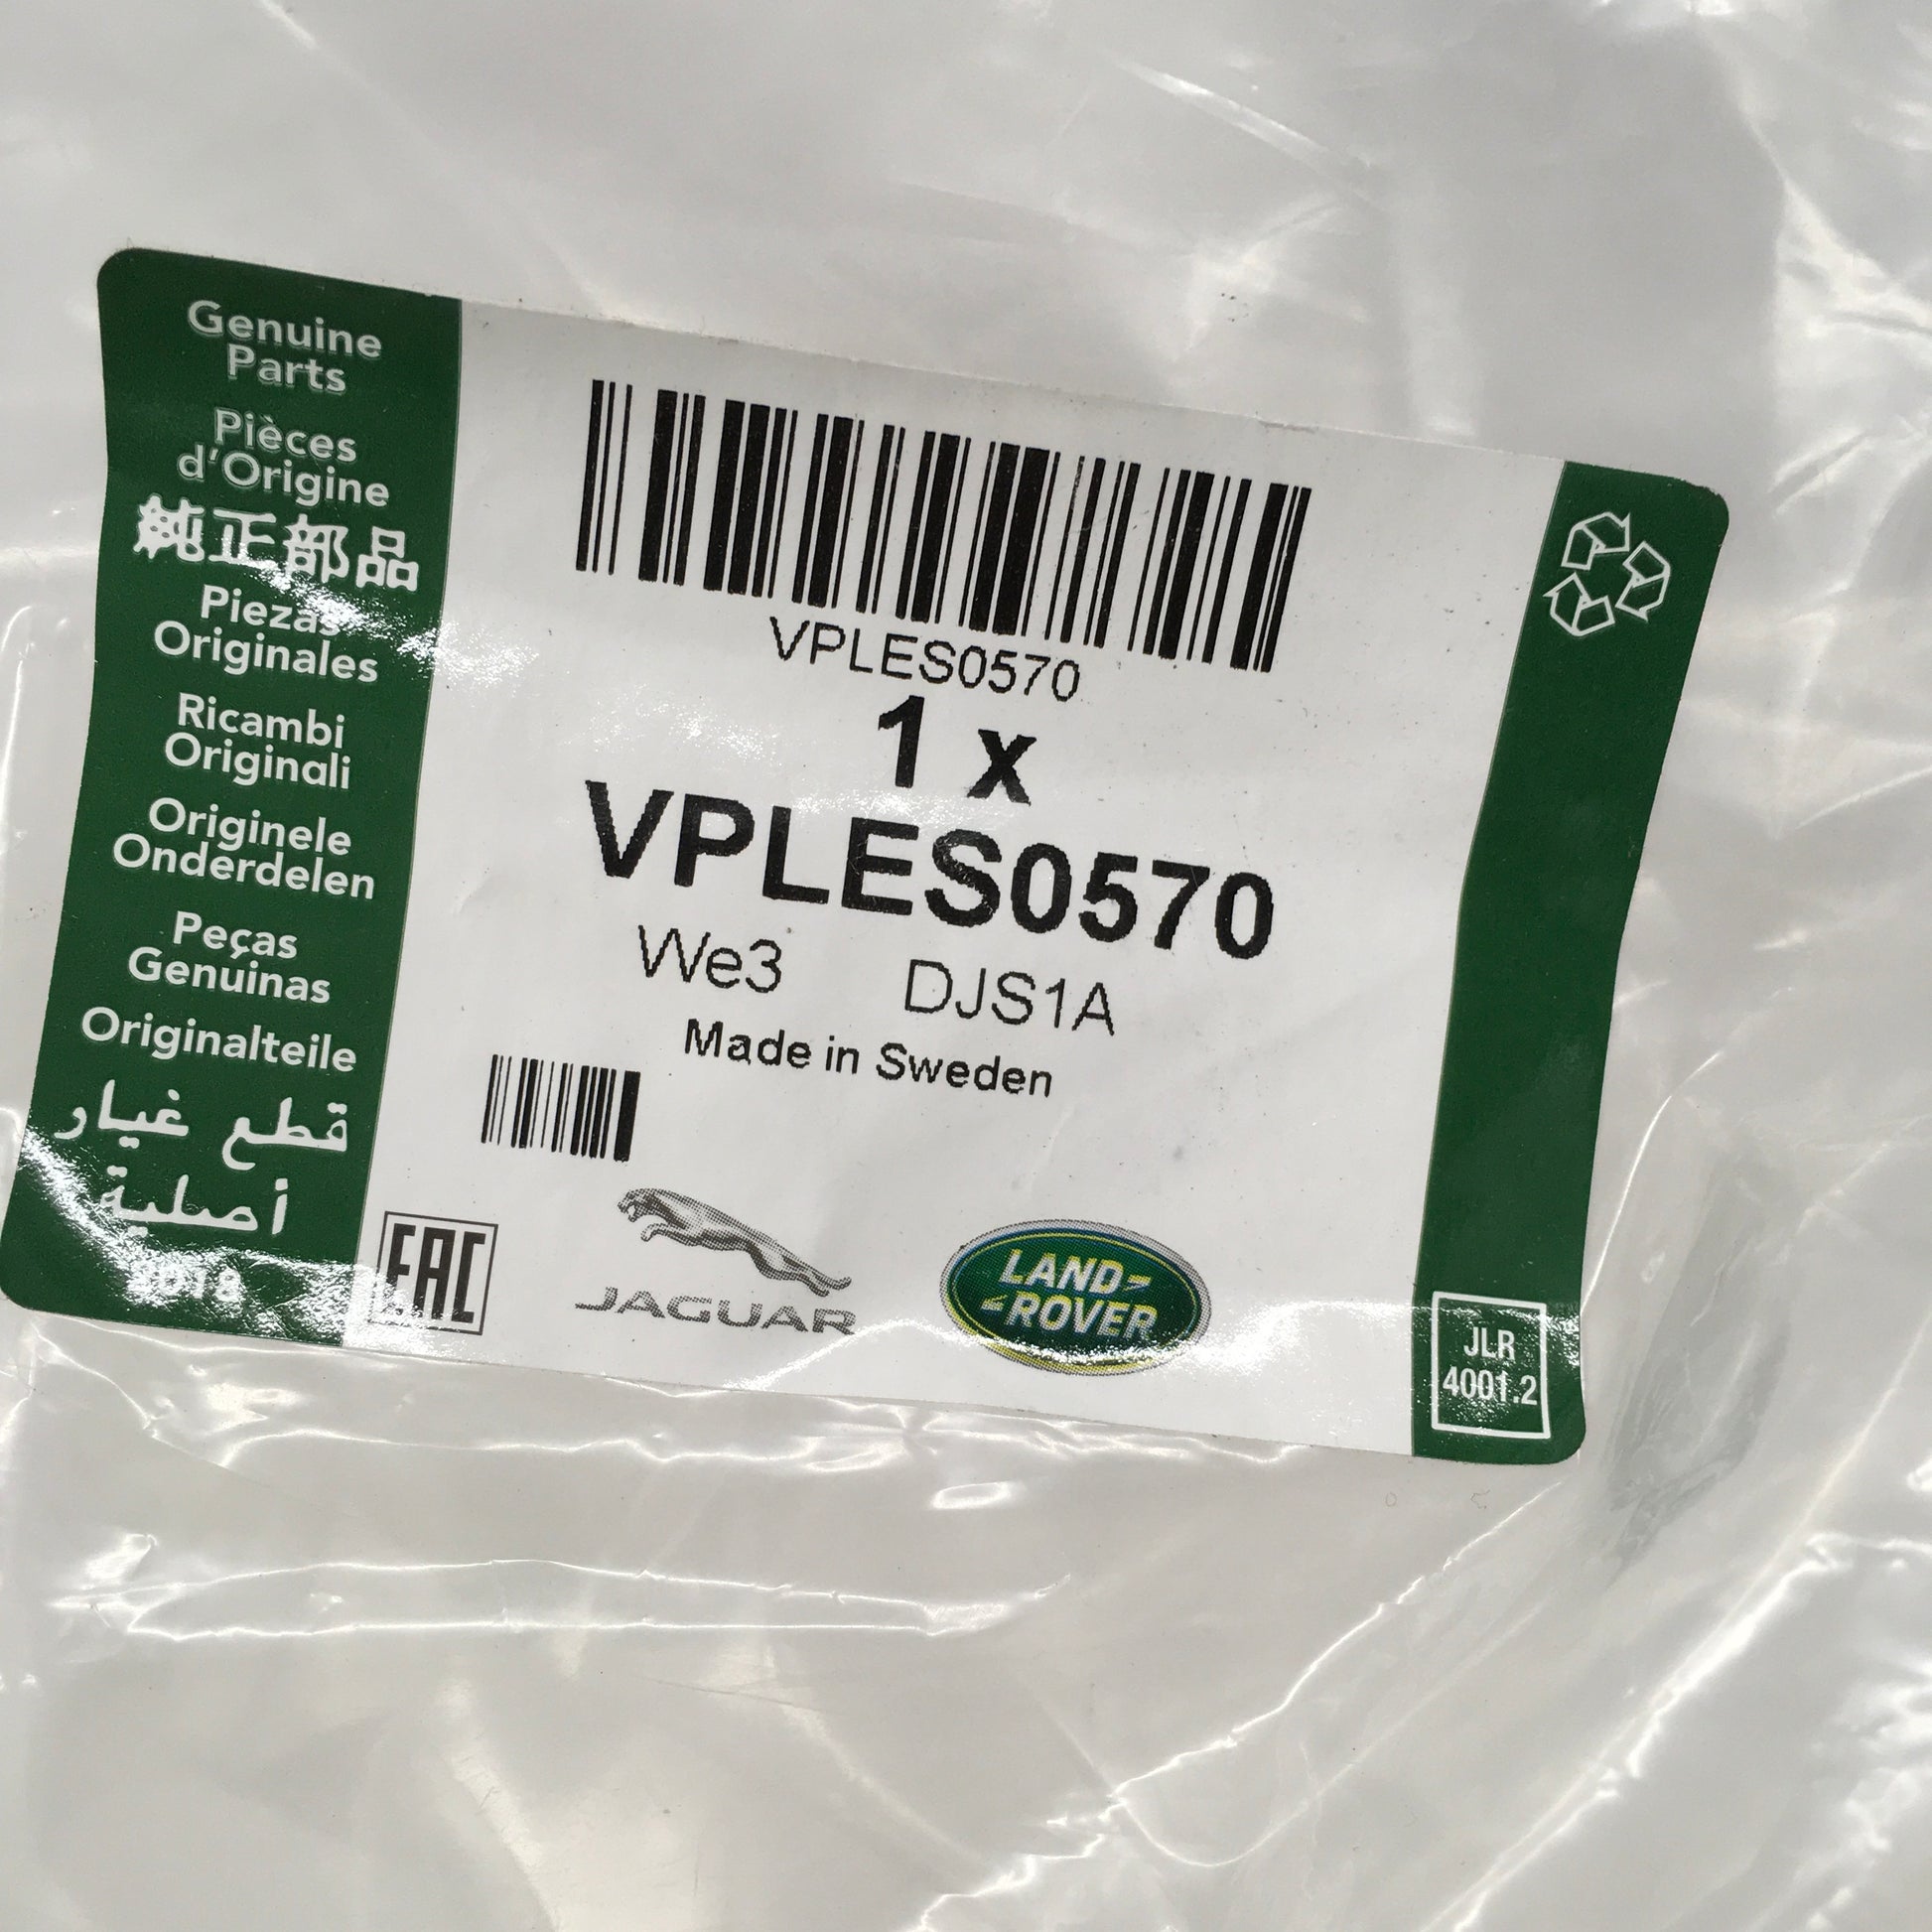 Genuine
Parts
Pièces
d'Origine
純正部品
Piezas
Originales
Ricambi
Originali
Originele
Onderdelen
Peças
Genuinas
Originalteile
قطع غيار
أصلية
2018
VPLES0570
1 x
VPLES0570
We3 DJS1A
Made in Sweden
EAC
JAGUAR
LAND-
-ROVER
JLR
4001.2